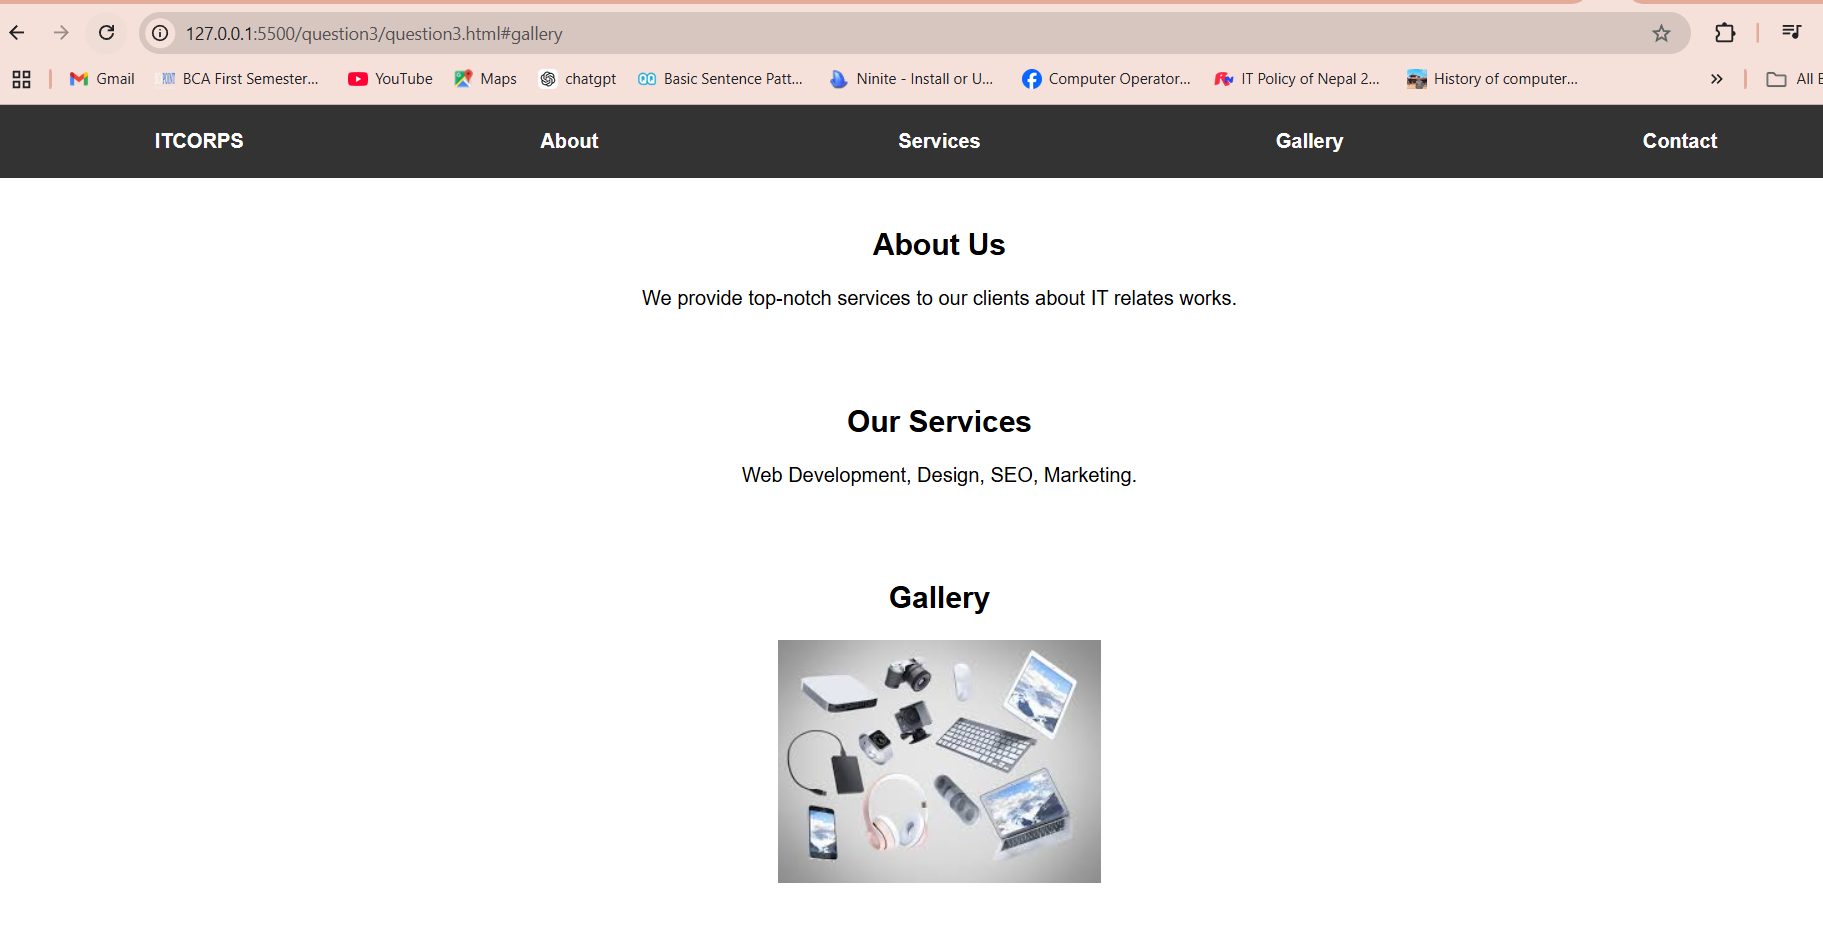 127.0.0.1:5500/question3/question3.html#gallery
Gmail BCA First Semester... YouTube Maps chatgpt Basic Sentence Patt... Ninite - Install or U... Computer Operator... IT Policy of Nepal 2... History of computer... » All
ITCORPS About Services Gallery Contact
About Us
We provide top-notch services to our clients about IT relates works.
Our Services
Web Development, Design, SEO, Marketing.
Gallery